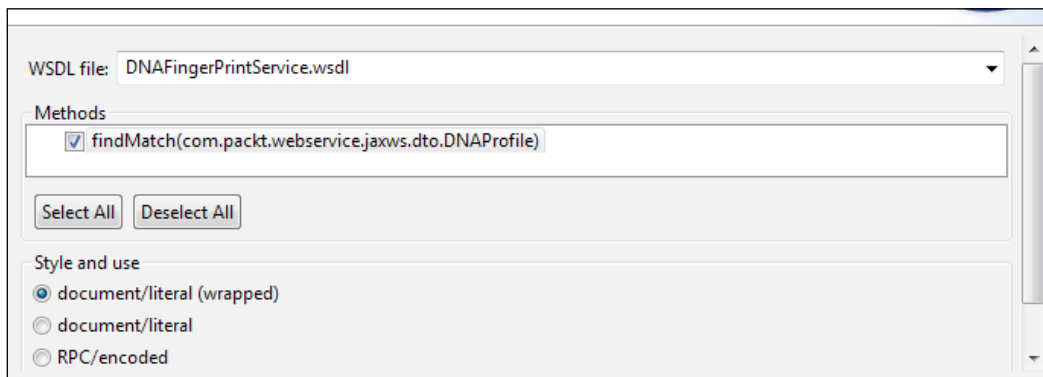 WSDL file: DNAFingerPrintService.wsdl
Methods
findMatch(com.packt.webservice.jaxws.dto.DNAProfile)
Select All Deselect All
Style and use
document/literal (wrapped)
document/literal
RPC/encoded